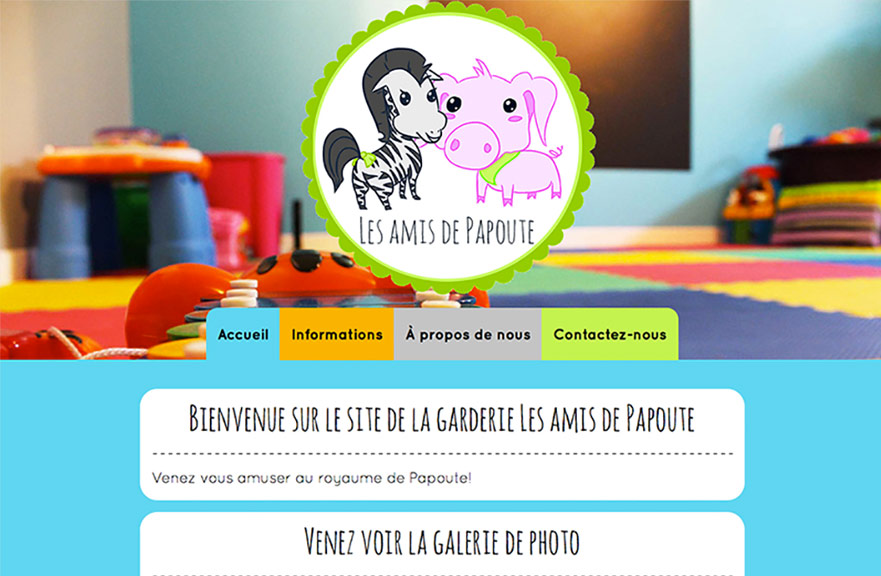 Les amis de Papoute
Accueil
Informations
À propos de nous
Contactez-nous
Bienvenue sur le site de la garderie Les amis de Papoute
Venez vous amuser au royaume de Papoute!
Venez voir la galerie de photo